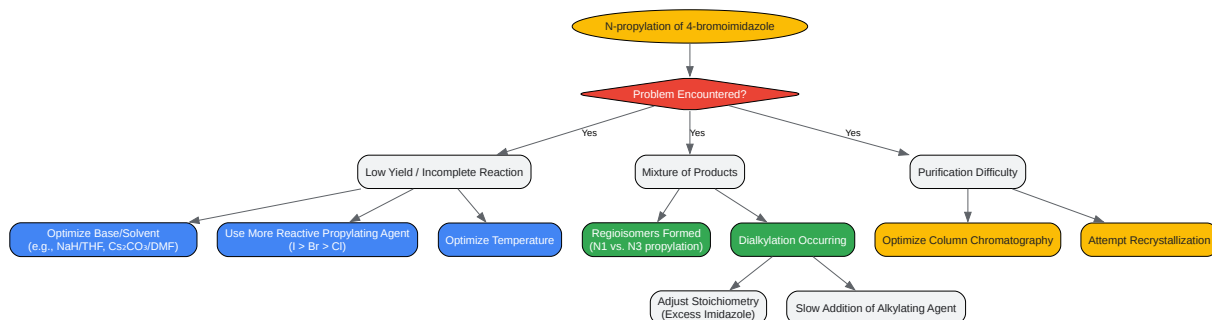 N-propylation of 4-bromoimidazole
Problem Encountered?
Yes
Yes
Yes
Low Yield / Incomplete Reaction
Mixture of Products
Purification Difficulty
Optimize Base/Solvent
(e.g., NaH/THF, Cs₂CO₃/DMF)
Use More Reactive Propylating Agent
(I > Br > Cl)
Optimize Temperature
Regioisomers Formed
(N1 vs. N3 propylation)
Dialkylation Occurring
Optimize Column Chromatography
Attempt Recrystallization
Adjust Stoichiometry
(Excess Imidazole)
Slow Addition of Alkylating Agent